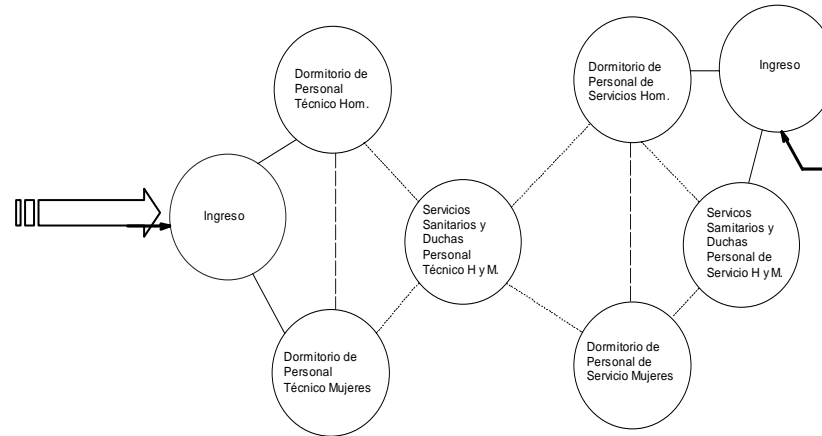 Dormitorio de
Personal
Técnico Hom.
Dormitorio de
Personal de
Servicios Hom.
Ingreso
Ingreso
Servicios
Sanitarios y
Duchas
Personal
Técnico H y M.
Servicos
Samitarios y
Duchas
Personal de
Servicio H y M.
Dormitorio de
Personal
Técnico Mujeres
Dormitorio de
Personal de
Servicio Mujeres